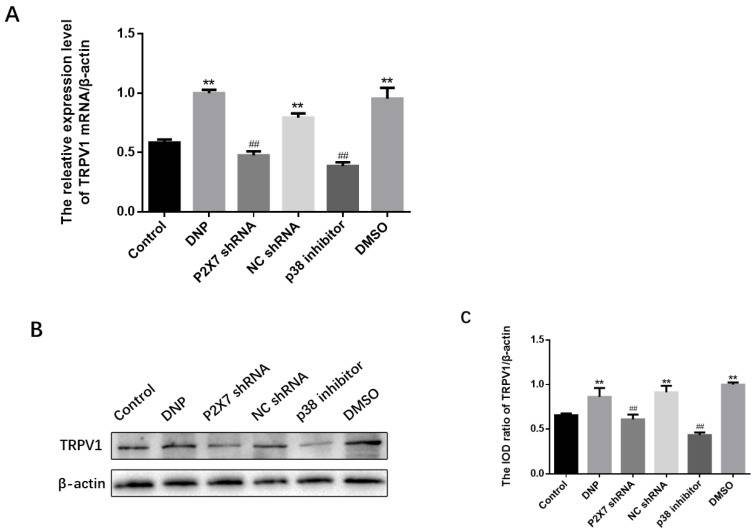 A
The releative expression level
of TRPV1 mRNA/β-actin
1.5
1.0
0.5
0.0
**
##
**
##
**
Control
DNP
P2X7 shRNA
NC shRNA
p38 inhibitor
DMSO
B
Control
DNP
P2X7 shRNA
NC shRNA
p38 inhibitor
DMSO
TRPV1
β-actin
C
The IOD ratio of TRPV1/β-actin
1.5
1.0
0.5
0.0
**
##
**
##
**
Control
DNP
P2X7 shRNA
NC shRNA
p38 inhibitor
DMSO